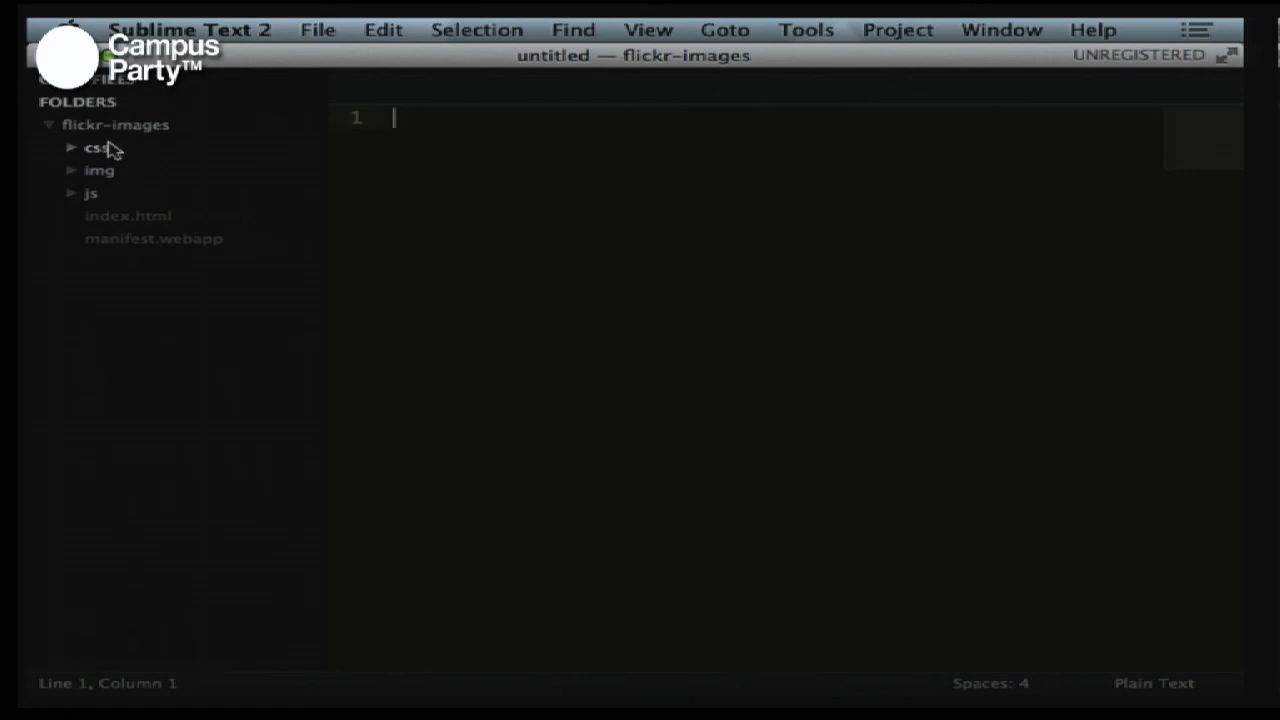 Sublime Text 2 File Edit Selection Find View Goto Tools Project Window Help
Campus
Party™
untitled — flickr-images
UNREGISTERED
FOLDERS
flickr-images
css
img
js
index.html
manifest.webapp
1
Line 1, Column 1
Spaces: 4
Plain Text